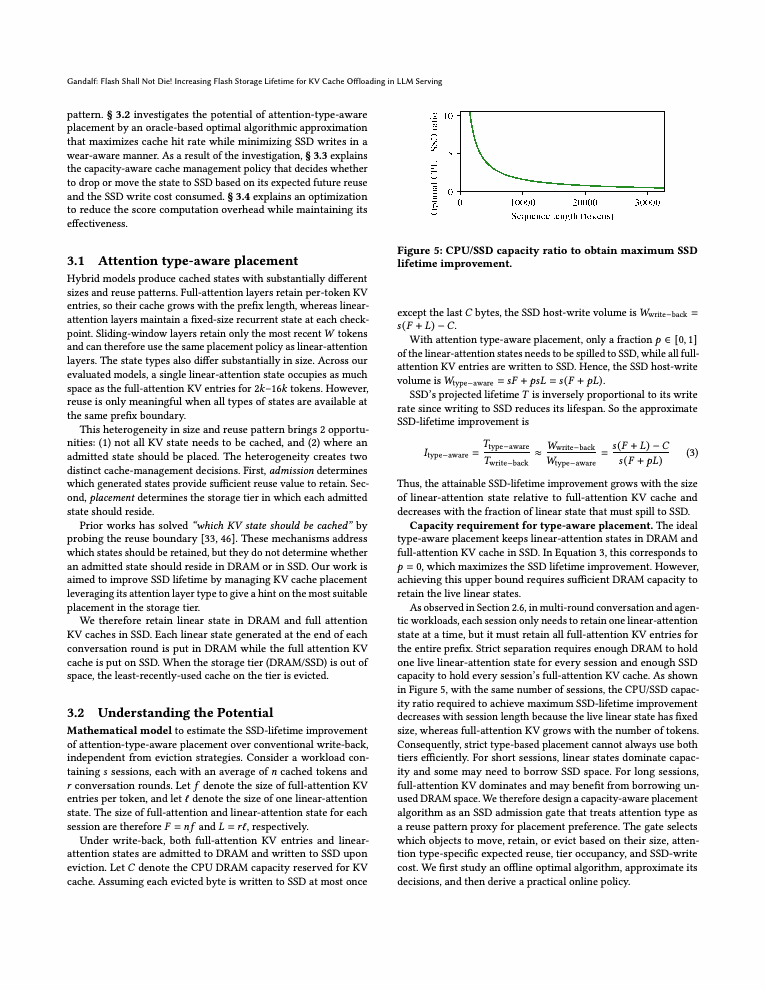 Gandalf: Flash Shall Not Die! Increasing Flash Storage Lifetime for KV Cache Offloading in LLM Serving
pattern. § 3.2 investigates the potential of attention-type-aware
placement by an oracle-based optimal algorithmic approximation
that maximizes cache hit rate while minimizing SSD writes in a
wear-aware manner. As a result of the investigation, § 3.3 explains
the capacity-aware cache management policy that decides whether
to drop or move the state to SSD based on its expected future reuse
and the SSD write cost consumed. § 3.4 explains an optimization
to reduce the score computation overhead while maintaining its
effectiveness.
3.1 Attention type-aware placement
Hybrid models produce cached states with substantially different
sizes and reuse patterns. Full-attention layers retain per-token KV
entries, so their cache grows with the prefix length, whereas linear-
attention layers maintain a fixed-size recurrent state at each check-
point. Sliding-window layers retain only the most recent W tokens
and can therefore use the same placement policy as linear-attention
layers. The state types also differ substantially in size. Across our
evaluated models, a single linear-attention state occupies as much
space as the full-attention KV entries for 2k–16k tokens. However,
reuse is only meaningful when all types of states are available at
the same prefix boundary.
This heterogeneity in size and reuse pattern brings 2 opportu-
nities: (1) not all KV state needs to be cached, and (2) where an
admitted state should be placed. The heterogeneity creates two
distinct cache-management decisions. First, admission determines
which generated states provide sufficient reuse value to retain. Sec-
ond, placement determines the storage tier in which each admitted
state should reside.
Prior works has solved "which KV state should be cached" by
probing the reuse boundary [33, 46]. These mechanisms address
which states should be retained, but they do not determine whether
an admitted state should reside in DRAM or in SSD. Our work is
aimed to improve SSD lifetime by managing KV cache placement
leveraging its attention layer type to give a hint on the most suitable
placement in the storage tier.
We therefore retain linear state in DRAM and full attention
KV caches in SSD. Each linear state generated at the end of each
conversation round is put in DRAM while the full attention KV
cache is put on SSD. When the storage tier (DRAM/SSD) is out of
space, the least-recently-used cache on the tier is evicted.
3.2 Understanding the Potential
Mathematical model to estimate the SSD-lifetime improvement
of attention-type-aware placement over conventional write-back,
independent from eviction strategies. Consider a workload con-
taining s sessions, each with an average of n cached tokens and
r conversation rounds. Let f denote the size of full-attention KV
entries per token, and let ℓ denote the size of one linear-attention
state. The size of full-attention and linear-attention state for each
session are therefore F = nf and L = rℓ, respectively.
Under write-back, both full-attention KV entries and linear-
attention states are admitted to DRAM and written to SSD upon
eviction. Let C denote the CPU DRAM capacity reserved for KV
cache. Assuming each evicted byte is written to SSD at most once
10
5
0
0 10000 20000 30000
Sequence length (tokens)
Figure 5: CPU/SSD capacity ratio to obtain maximum SSD
lifetime improvement.
except the last C bytes, the SSD host-write volume is W_write−back =
s(F + L) − C.
With attention type-aware placement, only a fraction p ∈ [0, 1]
of the linear-attention states needs to be spilled to SSD, while all full-
attention KV entries are written to SSD. Hence, the SSD host-write
volume is W_type−aware = sF + psL = s(F + pL).
SSD's projected lifetime T is inversely proportional to its write
rate since writing to SSD reduces its lifespan. So the approximate
SSD-lifetime improvement is
I_type−aware = T_type−aware / T_write−back ≈ W_write−back / W_type−aware = s(F + L) − C / s(F + pL) (3)
Thus, the attainable SSD-lifetime improvement grows with the size
of linear-attention state relative to full-attention KV cache and
decreases with the fraction of linear state that must spill to SSD.
Capacity requirement for type-aware placement. The ideal
type-aware placement keeps linear-attention states in DRAM and
full-attention KV cache in SSD. In Equation 3, this corresponds to
p = 0, which maximizes the SSD lifetime improvement. However,
achieving this upper bound requires sufficient DRAM capacity to
retain the live linear states.
As observed in Section 2.6, in multi-round conversation and agen-
tic workloads, each session only needs to retain one linear-attention
state at a time, but it must retain all full-attention KV entries for
the entire prefix. Strict separation requires enough DRAM to hold
one live linear-attention state for every session and enough SSD
capacity to hold every session's full-attention KV cache. As shown
in Figure 5, with the same number of sessions, the CPU/SSD capac-
ity ratio required to achieve maximum SSD-lifetime improvement
decreases with session length because the live linear state has fixed
size, whereas full-attention KV grows with the number of tokens.
Consequently, strict type-based placement cannot always use both
tiers efficiently. For short sessions, linear states dominate capac-
ity and some may need to borrow SSD space. For long sessions,
full-attention KV dominates and may benefit from borrowing un-
used DRAM space. We therefore design a capacity-aware placement
algorithm as an SSD admission gate that treats attention type as
a reuse pattern proxy for placement preference. The gate selects
which objects to move, retain, or evict based on their size, atten-
tion type-specific expected reuse, tier occupancy, and SSD-write
cost. We first study an offline optimal algorithm, approximate its
decisions, and then derive a practical online policy.